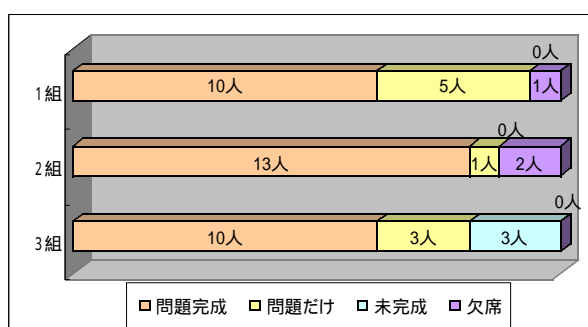 0人
1組 10人 5人 1人
0人
2組 13人 1人 2人
0人
3組 10人 3人 3人
問題完成 問題だけ 未完成 欠席